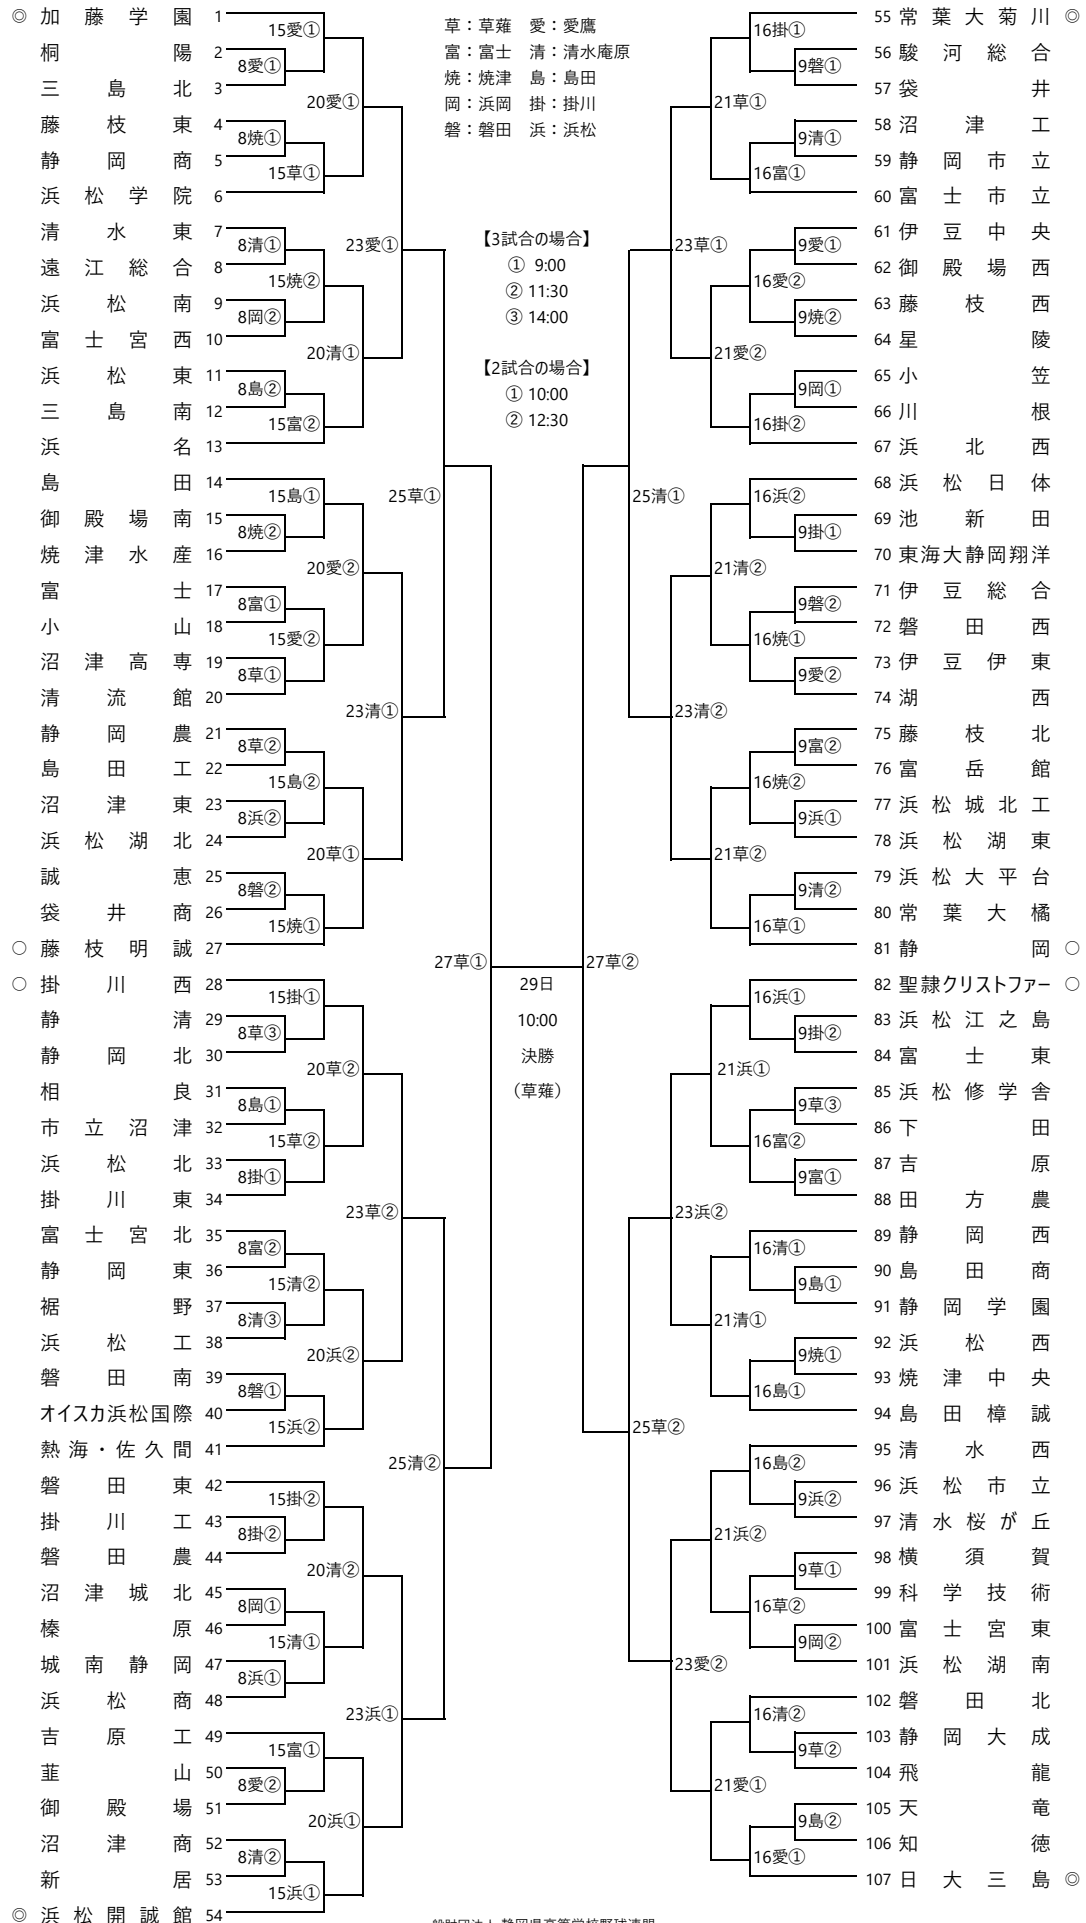 ◎ 加藤学園 1
桐陽 2
三島北 3
藤枝東 4
静岡商 5
浜松学院 6
清水東 7
遠江総合 8
浜松南 9
富士宮西 10
浜松東 11
三島南 12
浜名 13
島田 14
御殿場南 15
焼津水産 16
富士 17
小山 18
沼津高専 19
清流館 20
静岡農 21
島田工 22
沼津東 23
浜松湖北 24
誠恵 25
袋井商 26
○ 藤枝明誠 27
○ 掛川西 28
静清 29
静岡北 30
相良 31
市立沼津 32
浜松北 33
掛川東 34
富士宮北 35
静岡東 36
裾野 37
浜松工 38
磐田南 39
オイスカ浜松国際 40
熱海・佐久間 41
磐田東 42
掛川工 43
磐田農 44
沼津城北 45
榛原 46
城南静岡 47
浜松商 48
吉原工 49
韮山 50
御殿場 51
沼津商 52
新居 53
◎ 浜松開誠館 54
15愛①
8愛①
20愛①
8焼①
15草①
23愛①
8清①
15焼②
8岡②
20清①
8島②
15富②
25草①
15島①
8焼②
20愛②
8富①
15愛②
8草①
23清①
8草②
15島②
8浜②
20草①
8磐②
15焼①
27草①
15掛①
8草③
20草②
8島①
15草②
8掛①
23草②
8富②
15清②
8清③
20浜②
8磐①
15浜②
25清②
15掛②
8掛②
20清②
8岡①
15清①
8浜①
23浜①
15富①
8愛②
20浜①
8清②
15浜①
草：草薙 愛：愛鷹
富：富士 清：清水庵原
焼：焼津 島：島田
岡：浜岡 掛：掛川
磐：磐田 浜：浜松
【3試合の場合】
① 9:00
② 11:30
③ 14:00
【2試合の場合】
① 10:00
② 12:30
29日
10:00
決勝
（草薙）
16掛①
9磐①
21草①
9清①
16富①
23草①
9愛①
16愛②
9焼②
21愛②
9岡①
16掛②
25清①
16浜②
9掛①
21清②
9磐②
16焼①
9愛②
23清②
9富②
16焼②
9浜①
21草②
9清②
16草①
27草②
16浜①
9掛②
21浜①
9草③
16富②
9富①
23浜②
16清①
9島①
21清①
9焼①
16島①
25草②
16島②
9浜②
21浜②
9草①
16草②
9岡②
23愛②
16清②
9草②
21愛①
9島②
16愛①
55 常葉大菊川 ◎
56 駿河総合
57 袋井
58 沼津工
59 静岡市立
60 富士市立
61 伊豆中央
62 御殿場西
63 藤枝西
64 星陵
65 小笠
66 川根
67 浜北西
68 浜松日体
69 池新田
70 東海大静岡翔洋
71 伊豆総合
72 磐田西
73 伊豆伊東
74 湖西
75 藤枝北
76 富岳館
77 浜松城北工
78 浜松湖東
79 浜松大平台
80 常葉大橘
81 静岡 ○
82 聖隷クリストファー ○
83 浜松江之島
84 富士東
85 浜松修学舎
86 下田
87 吉原
88 田方農
89 静岡西
90 島田商
91 静岡学園
92 浜松西
93 焼津中央
94 島田樟誠
95 清水西
96 浜松市立
97 清水桜が丘
98 横須賀
99 科学技術
100 富士宮東
101 浜松湖南
102 磐田北
103 静岡大成
104 飛龍
105 天竜
106 知徳
107 日大三島 ◎
一般財団法人 静岡県高等学校野球連盟